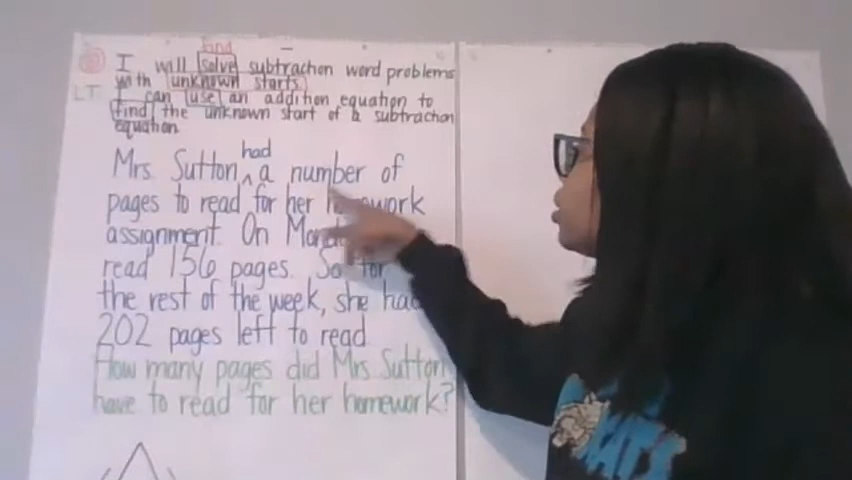 Find
I will solve subtraction word problems
with unknown starts.
LT: I can use an addition equation to
find the unknown start of a subtraction
equation.
had
Mrs. Sutton ^ a number of
pages to read for her homework
assignment. On
read 156 pages. So for
the rest of the week, she had
202 pages left to read.
How many pages did Mrs Sutton
have to read for her homework?